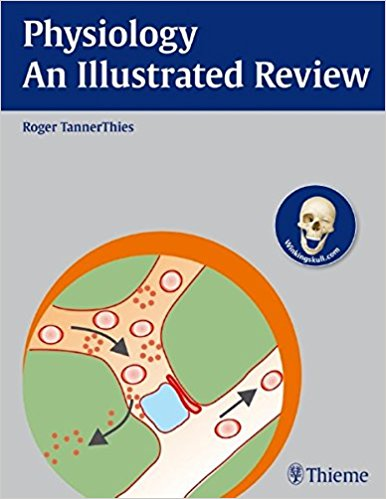 Physiology
An Illustrated Review
Roger TannerThies
Winkingskull.com
Thieme